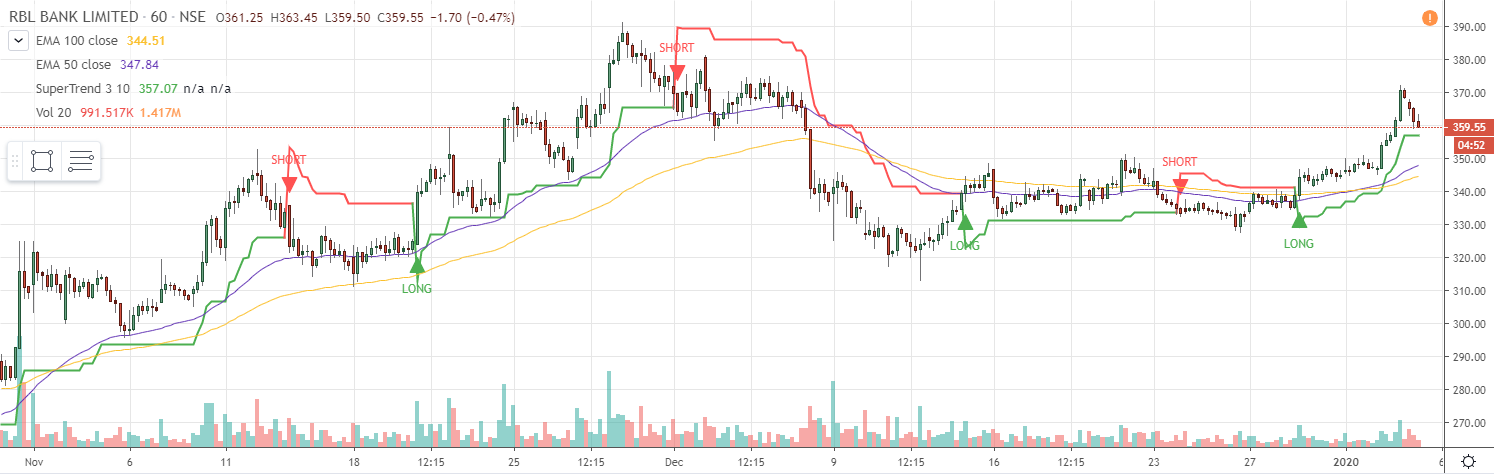 RBL BANK LIMITED · 60 · NSE O361.25 H363.45 L359.50 C359.55 −1.70 (−0.47%)
EMA 100 close 344.51
EMA 50 close 347.84
SuperTrend 3 10 357.07 n/a n/a
Vol 20 991.517K 1.417M
SHORT
SHORT
SHORT
LONG
LONG
LONG
390.00
380.00
370.00
359.55
04:52
350.00
340.00
330.00
320.00
310.00
300.00
290.00
280.00
270.00
Nov 6 11 18 12:15 25 12:15 Dec 12:15 9 12:15 16 12:15 23 27 2020 6